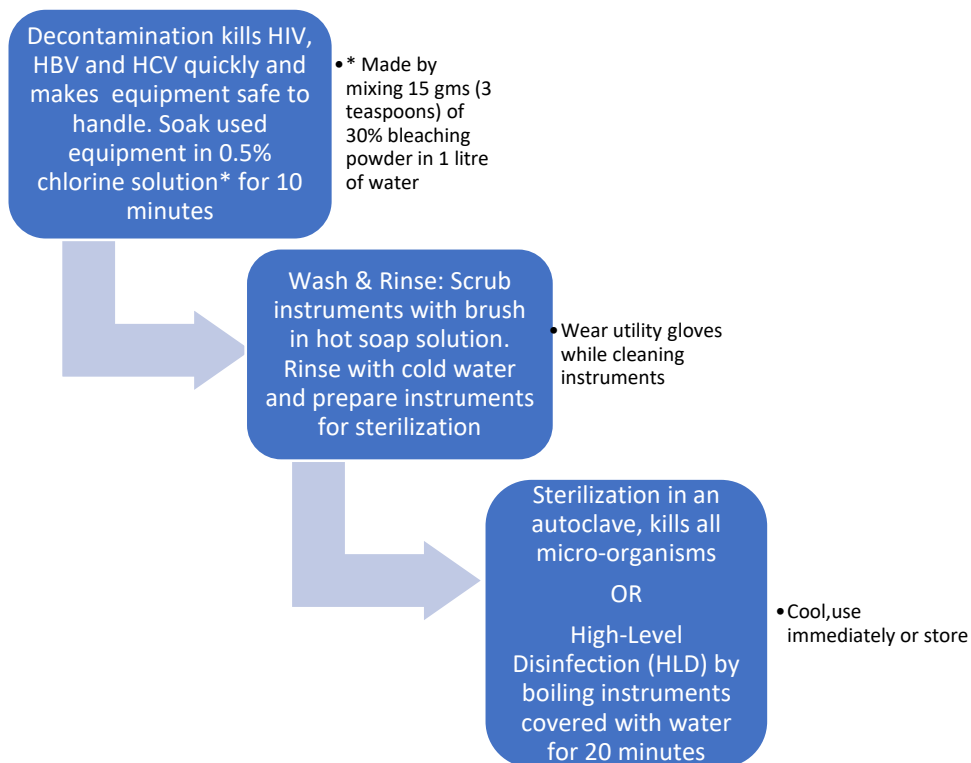 Decontamination kills HIV,
HBV and HCV quickly and
makes  equipment safe to
handle. Soak used
equipment in 0.5%
chlorine solution* for 10
minutes
•* Made by
mixing 15 gms (3
teaspoons) of
30% bleaching
powder in 1 litre
of water
Wash & Rinse: Scrub
instruments with brush
in hot soap solution.
Rinse with cold water
and prepare instruments
for sterilization
•Wear utility gloves
while cleaning
instruments
Sterilization in an
autoclave, kills all
micro-organisms
OR
High-Level
Disinfection (HLD) by
boiling instruments
covered with water
for 20 minutes
•Cool,use
immediately or store